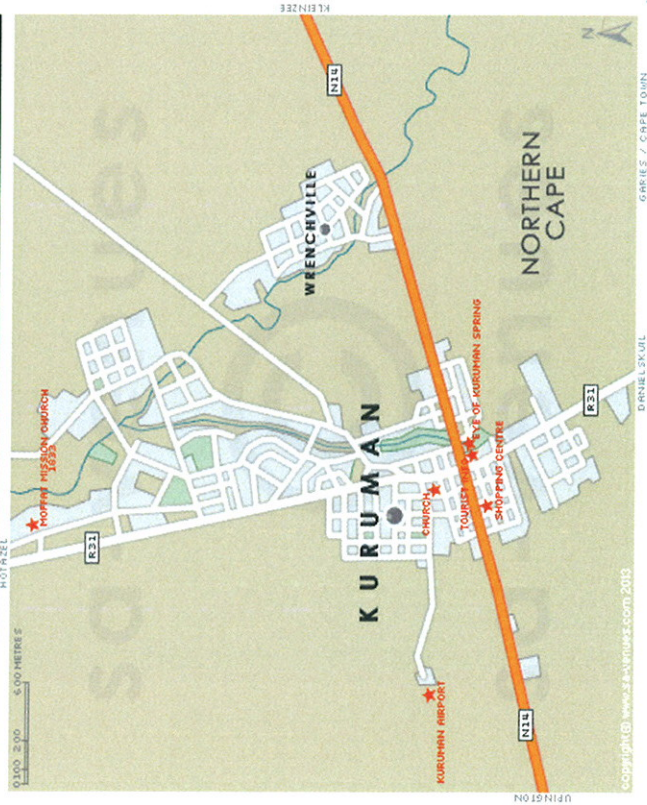 KLEINZEE
N14
N
GARIES / CAPE TOWN
NORTHERN
CAPE
WRENCHVILLE
MOFFAT MISSION CHURCH
1833
HOTAZEL
R31
KURUMAN
EYE OF KURUMAN SPRING
TOURIST INFO
SHOPPING CENTRE
CHURCH
R31
DANIELSKUIL
KURUMAN AIRPORT
N14
UPINGTON
0 100 200 600 METRES
copyright © www.sa-venues.com 2013